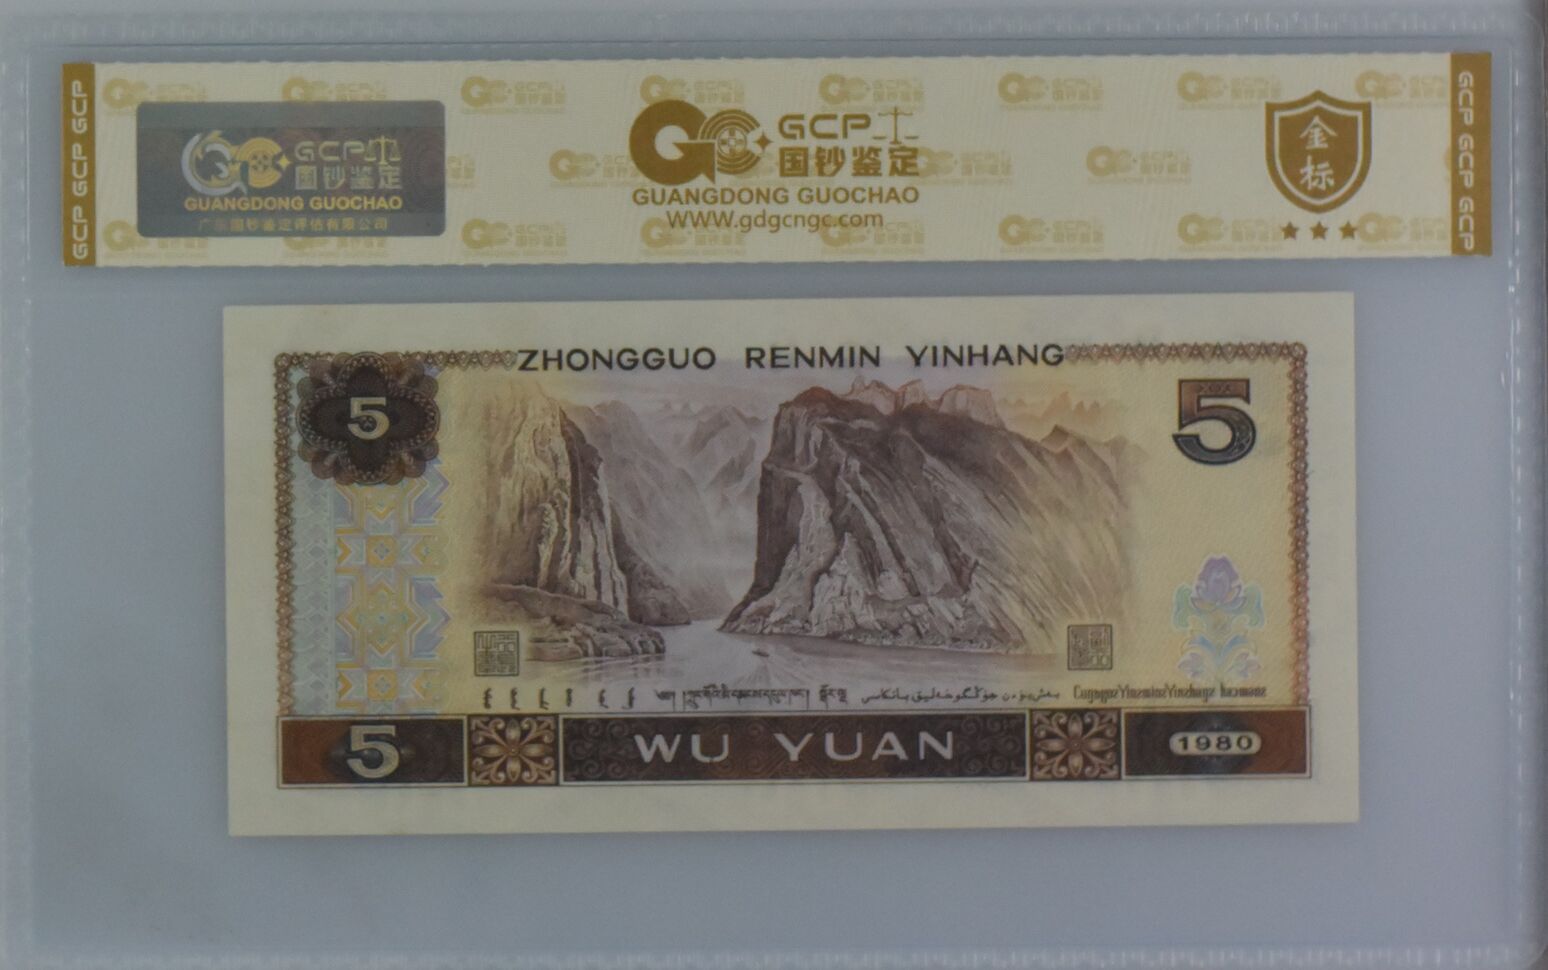 GCP GCP
GCP 国钞鉴定
GUANGDONG GUOCHAO
广东国钞鉴定评估有限公司
GCP
国钞鉴定
GUANGDONG GUOCHAO
WWW.gdgcngc.com
金标
GCP GCP GCP
ZHONGGUO RENMIN YINHANG
5
5
5
WU YUAN
1980